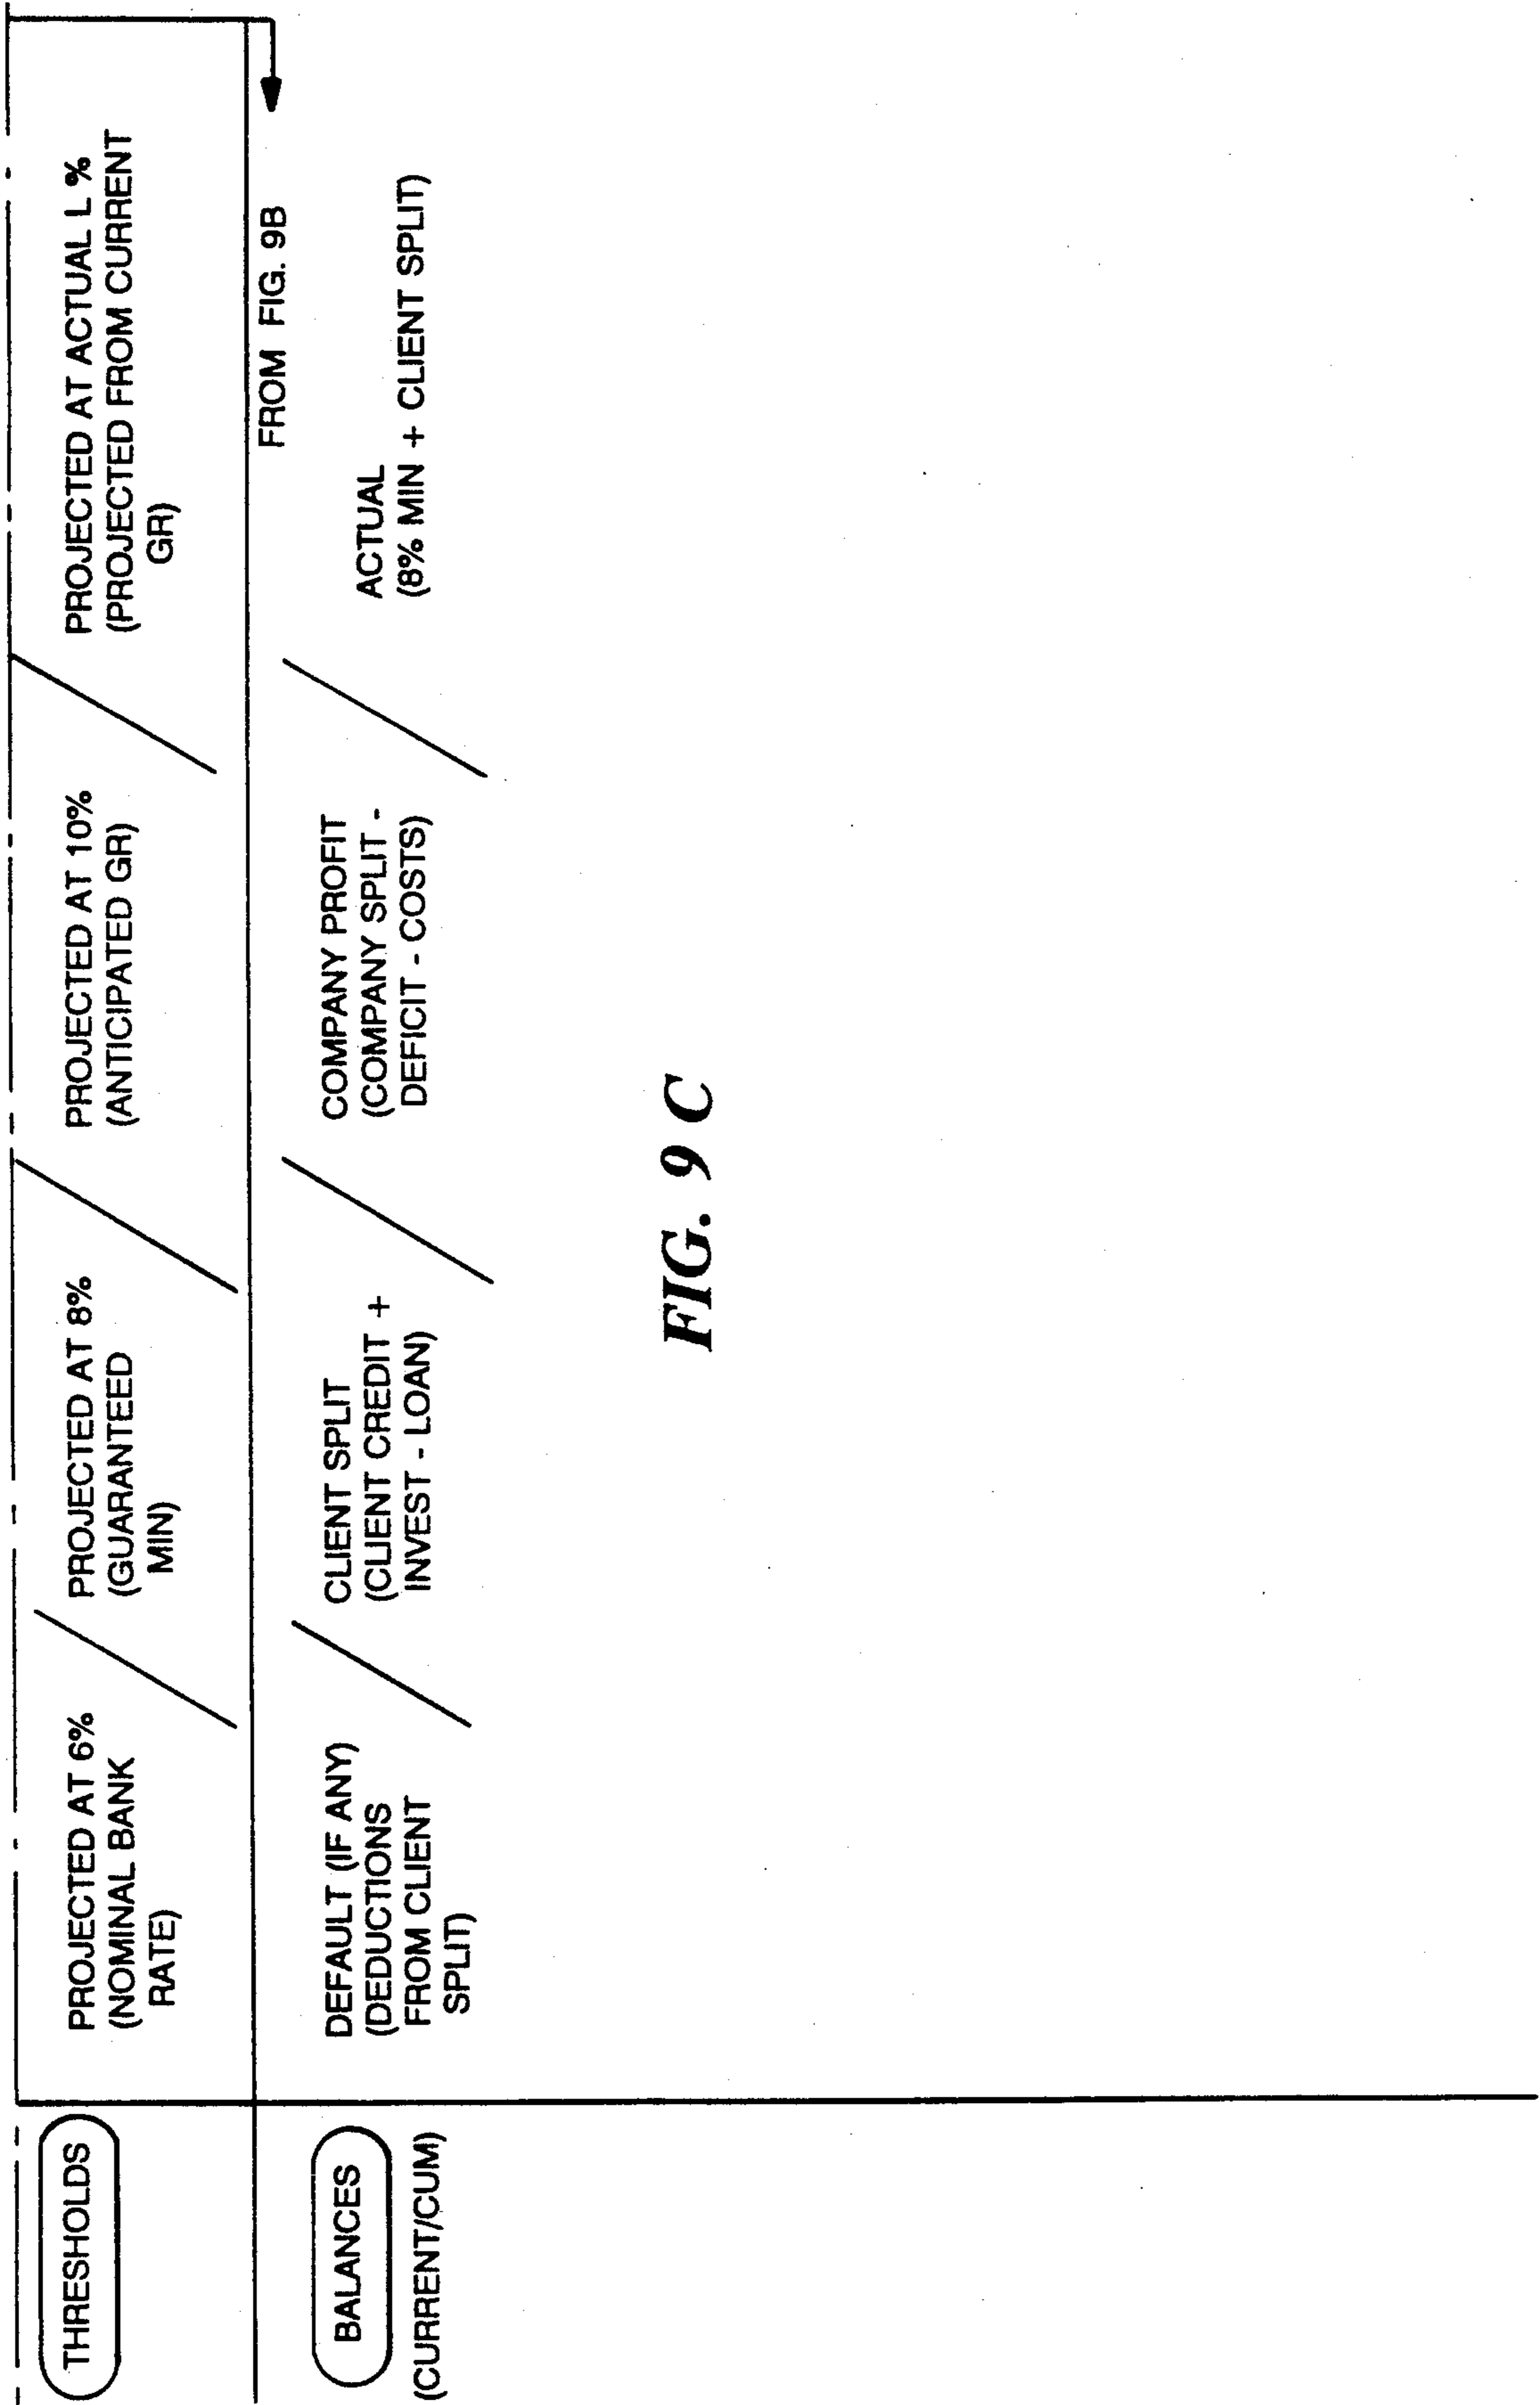 THRESHOLDS
PROJECTED AT 6%
(NOMINAL BANK
RATE)
PROJECTED AT 8%
(GUARANTEED
MIN)
PROJECTED AT 10%
(ANTICIPATED GR)
PROJECTED AT ACTUAL L %
(PROJECTED FROM CURRENT
GR)
FROM FIG. 9B
BALANCES
(CURRENT/CUM)
DEFAULT (IF ANY)
(DEDUCTIONS
FROM CLIENT
SPLIT)
CLIENT SPLIT
(CLIENT CREDIT +
INVEST - LOAN)
COMPANY PROFIT
(COMPANY SPLIT -
DEFICIT - COSTS)
ACTUAL
(8% MIN + CLIENT SPLIT)
FIG. 9 C